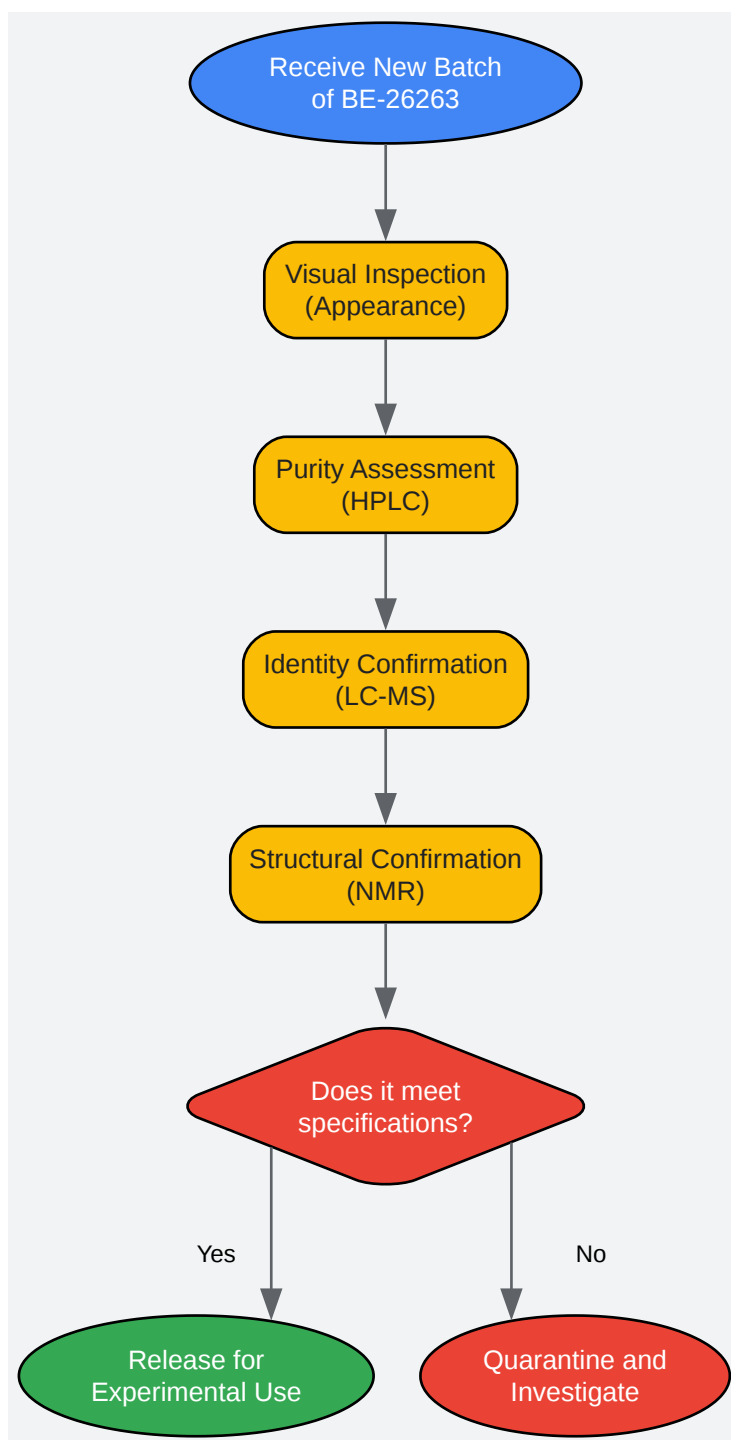 Receive New Batch
of BE-26263
Visual Inspection
(Appearance)
Purity Assessment
(HPLC)
Identity Confirmation
(LC-MS)
Structural Confirmation
(NMR)
Does it meet
specifications?
Yes
No
Release for
Experimental Use
Quarantine and
Investigate